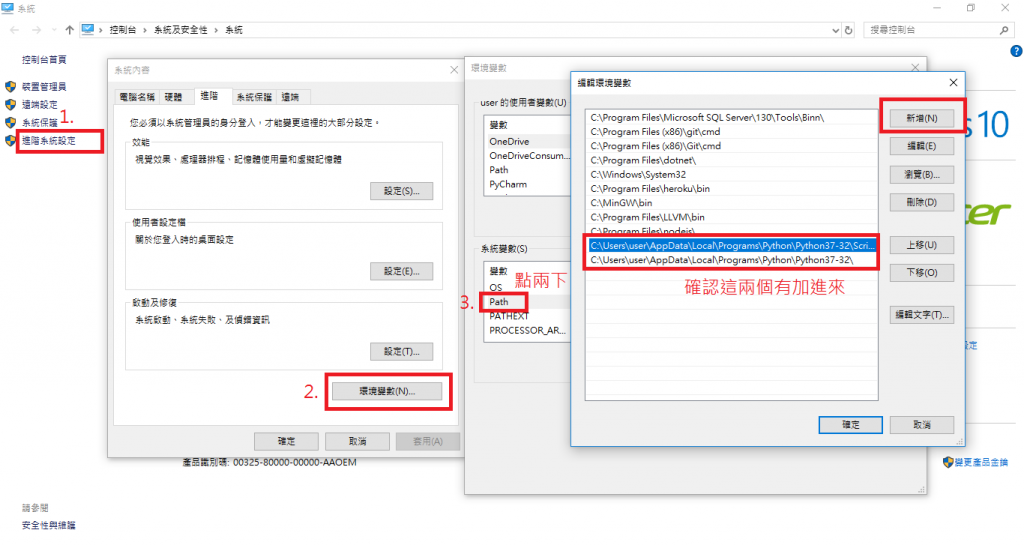 系統
控制台 › 系統及安全性 › 系統
搜尋控制台
控制台首頁
裝置管理員
遠端設定
系統保護
進階系統設定
1.
系統內容
電腦名稱 硬體 進階 系統保護 遠端
您必須以系統管理員的身分登入，才能變更這裡的大部分設定。
效能
視覺效果、處理器排程、記憶體使用量和虛擬記憶體
設定(S)...
使用者設定檔
關於您登入時的桌面設定
設定(E)...
啟動及修復
系統啟動、系統失敗、及偵錯資訊
設定(T)...
2.
環境變數(N)...
確定 取消 套用(A)
產品識別碼: 00325-80000-00000-AAOEM
請參閱
安全性與維護
環境變數
user 的使用者變數(U)
變數
OneDrive
OneDriveConsum...
Path
PyCharm
系統變數(S)
變數
點兩下
OS
3.
Path
PATHEXT
PROCESSOR_AR...
編輯環境變數
C:\Program Files\Microsoft SQL Server\130\Tools\Binn\
C:\Program Files (x86)\git\cmd
C:\Program Files (x86)\Git\cmd
C:\Program Files\dotnet\
C:\Windows\System32
C:\Program Files\heroku\bin
C:\MinGW\bin
C:\Program Files\LLVM\bin
C:\Program Files\nodejs\
C:\Users\user\AppData\Local\Programs\Python\Python37-32\Scri...
C:\Users\user\AppData\Local\Programs\Python\Python37-32\
確認這兩個有加進來
新增(N)
編輯(E)
瀏覽(B)...
刪除(D)
上移(U)
下移(O)
編輯文字(T)...
確定 取消
s10
cer
設定
變更產品金鑰